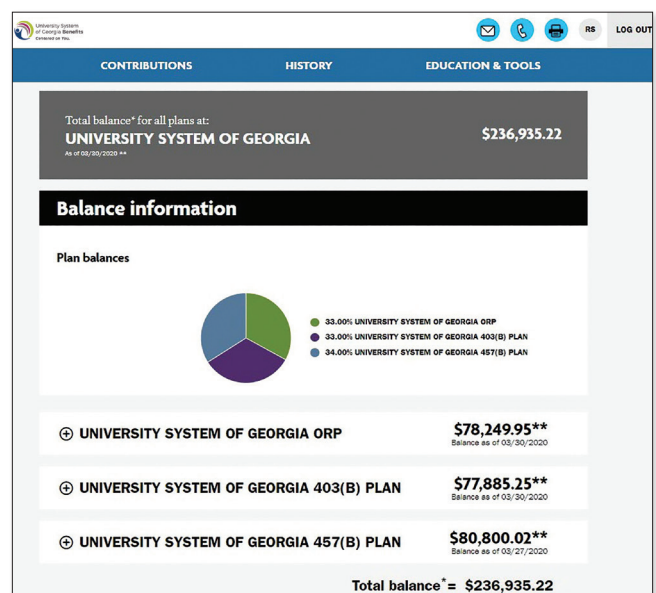 University System
of Georgia Benefits
RS
LOG OUT
CONTRIBUTIONS
HISTORY
EDUCATION & TOOLS
Total balance* for all plans at:
UNIVERSITY SYSTEM OF GEORGIA
$236,935.22
As of 03/30/2020 **
Balance information
Plan balances
33.00% UNIVERSITY SYSTEM OF GEORGIA ORP
33.00% UNIVERSITY SYSTEM OF GEORGIA 403(B) PLAN
34.00% UNIVERSITY SYSTEM OF GEORGIA 457(B) PLAN
UNIVERSITY SYSTEM OF GEORGIA ORP
$78,249.95**
Balance as of 03/30/2020
UNIVERSITY SYSTEM OF GEORGIA 403(B) PLAN
$77,885.25**
Balance as of 03/30/2020
UNIVERSITY SYSTEM OF GEORGIA 457(B) PLAN
$80,800.02**
Balance as of 03/27/2020
Total balance*= $236,935.22